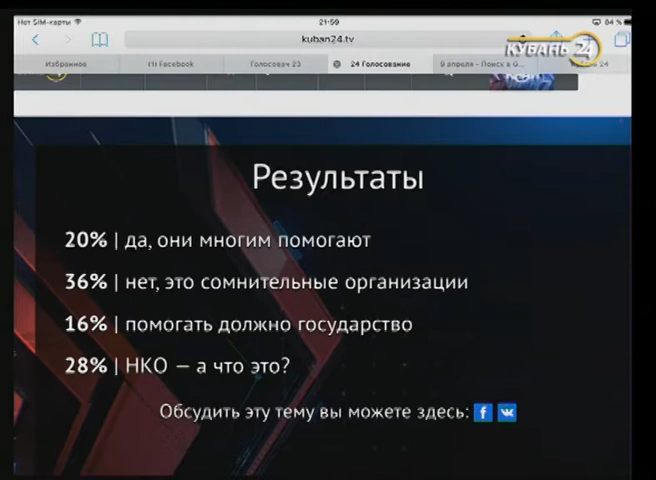 Нет SIM-карты
21:59
84 %
kuban24.tv
КУБАНЬ 24
Избранное
Facebook
24 Голосование
9 апреля - Поиск в G...
Результаты
20% | да, они многим помогают
36% | нет, это сомнительные организации
16% | помогать должно государство
28% | НКО — а что это?
Обсудить эту тему вы можете здесь: